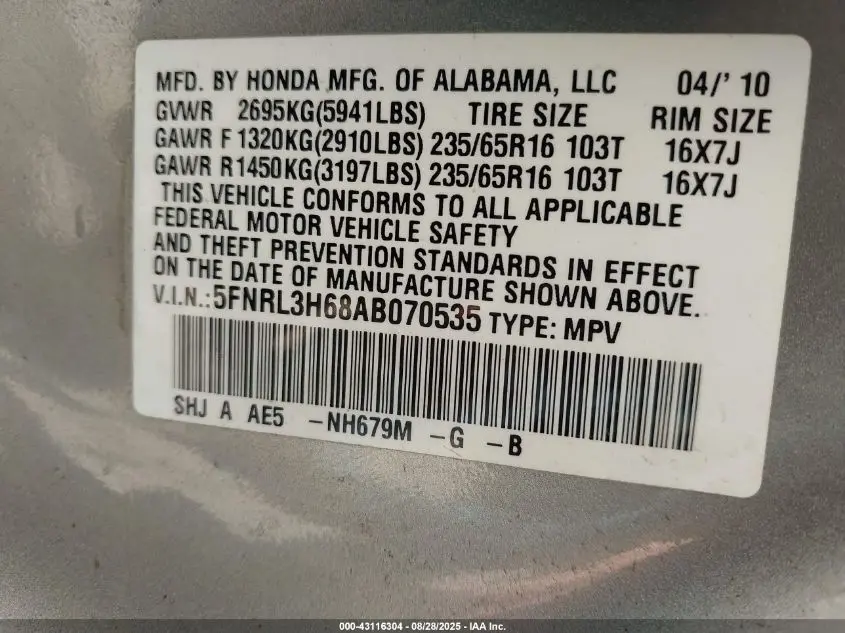 MFD. BY HONDA MFG. OF ALABAMA, LLC 04/' 10
GVWR 2695KG(5941LBS) TIRE SIZE RIM SIZE
GAWR F 1320KG(2910LBS) 235/65R16 103T 16X7J
GAWR R1450KG(3197LBS) 235/65R16 103T 16X7J
THIS VEHICLE CONFORMS TO ALL APPLICABLE
FEDERAL MOTOR VEHICLE SAFETY
AND THEFT PREVENTION STANDARDS IN EFFECT
ON THE DATE OF MANUFACTURE SHOWN ABOVE.
V.I.N.:5FNRL3H68AB070535 TYPE: MPV
SHJ A AE5 -NH679M -G -B
000-43116304 - 08/28/2025 - IAA Inc.